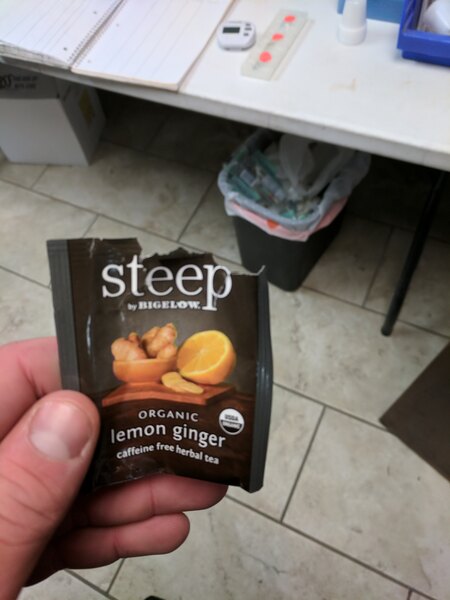 steep
by BIGELOW.
ORGANIC
USDA
ORGANIC
lemon ginger
caffeine free herbal tea